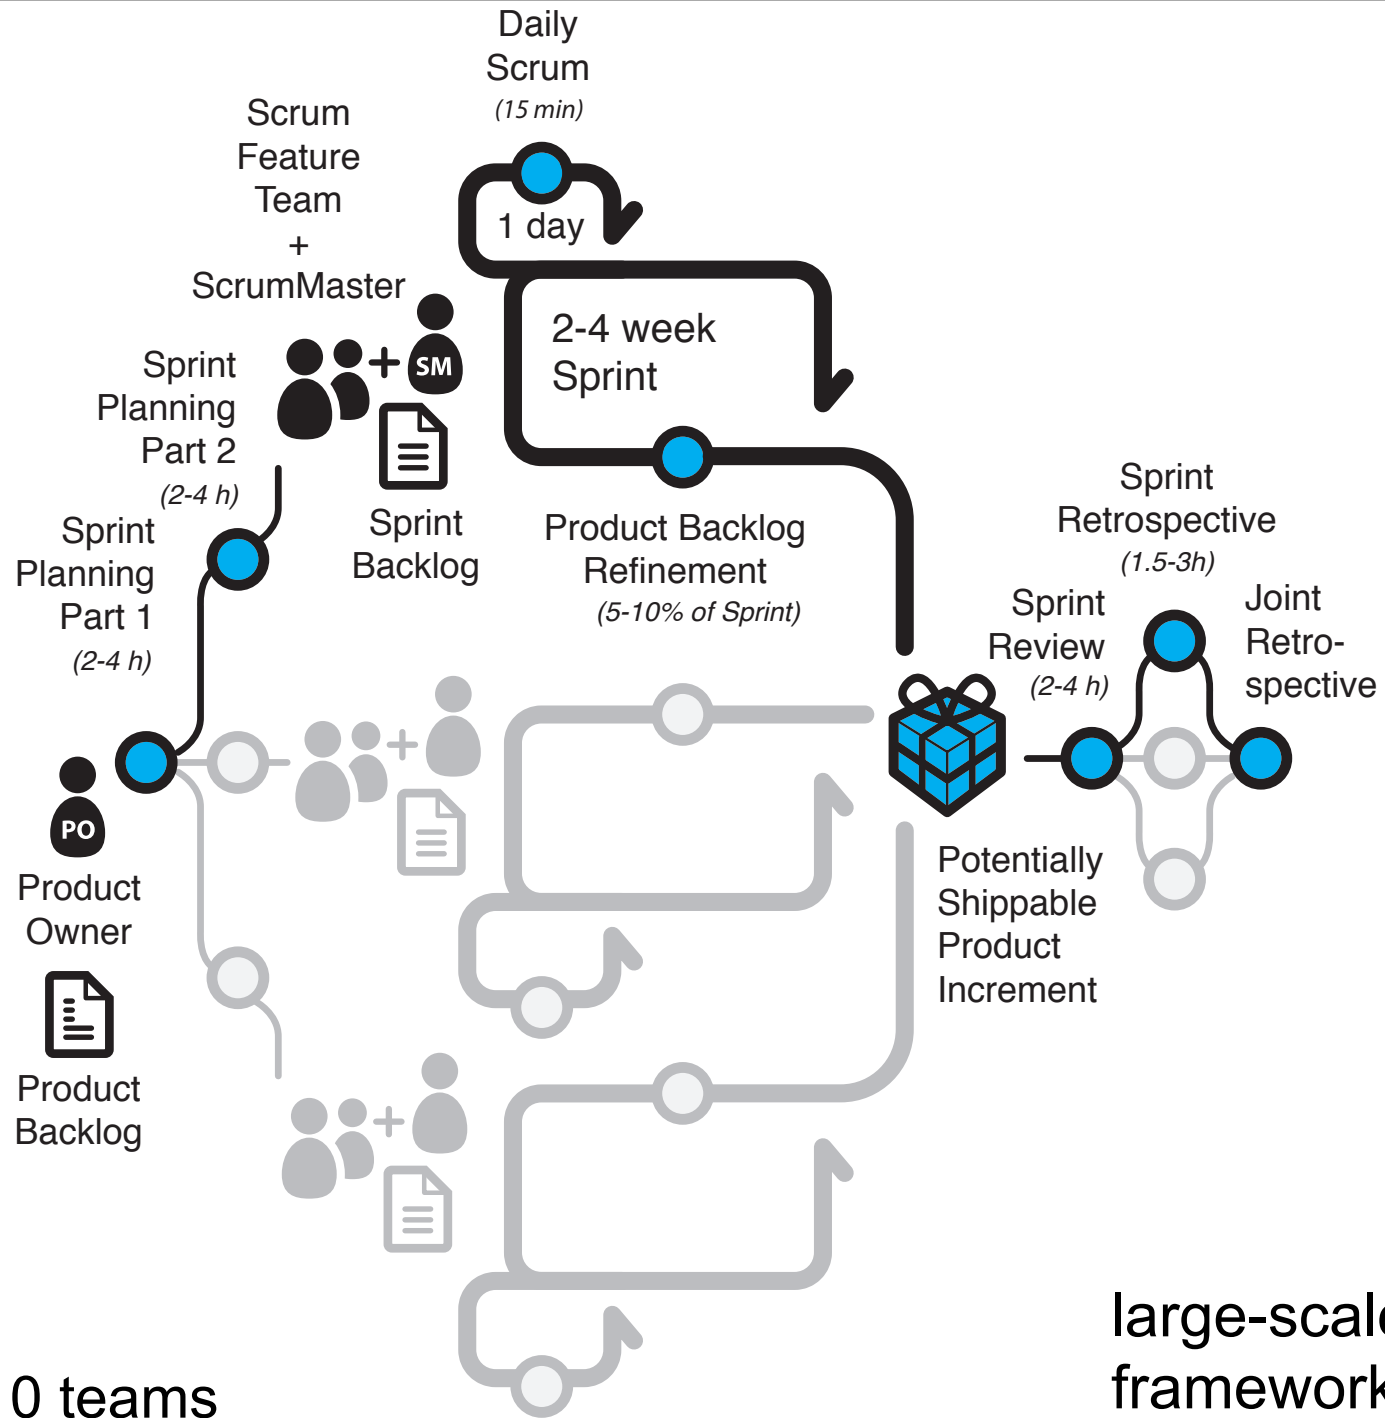 Daily
Scrum
(15 min)
Scrum
Feature
Team
+
ScrumMaster
1 day
2-4 week
Sprint
SM
Sprint
Planning
Part 2
(2-4 h)
Sprint
Planning
Part 1
(2-4 h)
Sprint
Backlog
Product Backlog
Refinement
(5-10% of Sprint)
Sprint
Retrospective
(1.5-3h)
Sprint
Review
(2-4 h)
Joint
Retro-
spective
PO
Product
Owner
Product
Backlog
Potentially
Shippable
Product
Increment
0 teams
large-scale
framework